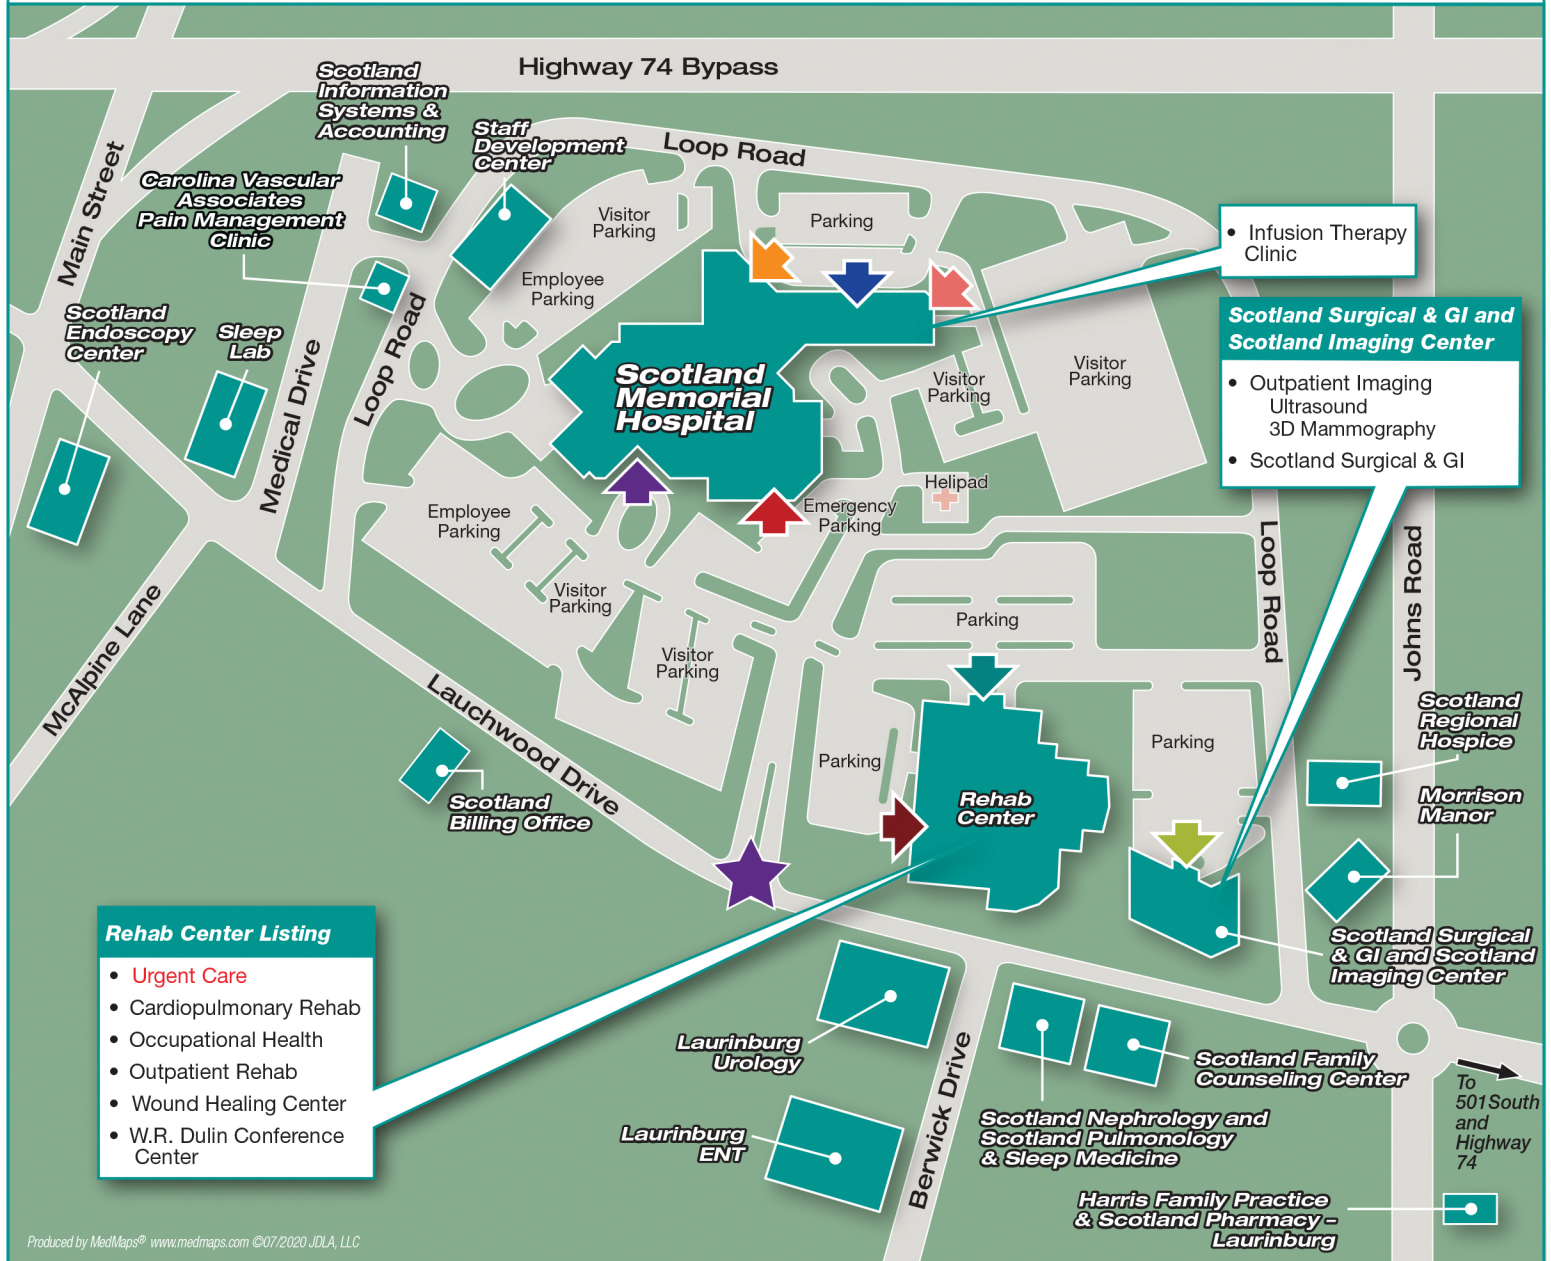 Highway 74 Bypass
Scotland
Information
Systems &
Accounting
Staff
Development
Center
Loop Road
Main Street
Carolina Vascular
Associates
Pain Management
Clinic
Visitor
Parking
Parking
Employee
Parking
• Infusion Therapy
Clinic
Scotland
Endoscopy
Center
Sleep
Lab
Medical Drive
Loop Road
Scotland
Memorial
Hospital
Visitor
Parking
Visitor
Parking
Scotland Surgical & GI and
Scotland Imaging Center
• Outpatient Imaging
Ultrasound
3D Mammography
• Scotland Surgical & GI
Helipad
Emergency
Parking
Employee
Parking
Visitor
Parking
Visitor
Parking
Parking
Loop Road
Johns Road
McAlpine Lane
Lauchwood Drive
Scotland
Billing Office
Parking
Rehab
Center
Parking
Scotland
Regional
Hospice
Morrison
Manor
Scotland Surgical
& GI and Scotland
Imaging Center
Rehab Center Listing
• Urgent Care
• Cardiopulmonary Rehab
• Occupational Health
• Outpatient Rehab
• Wound Healing Center
• W.R. Dulin Conference
Center
Laurinburg
Urology
Laurinburg
ENT
Berwick Drive
Scotland Family
Counseling Center
Scotland Nephrology and
Scotland Pulmonology
& Sleep Medicine
To
501South
and
Highway
74
Harris Family Practice
& Scotland Pharmacy –
Laurinburg
Produced by MedMaps® www.medmaps.com ©07/2020 JDLA, LLC